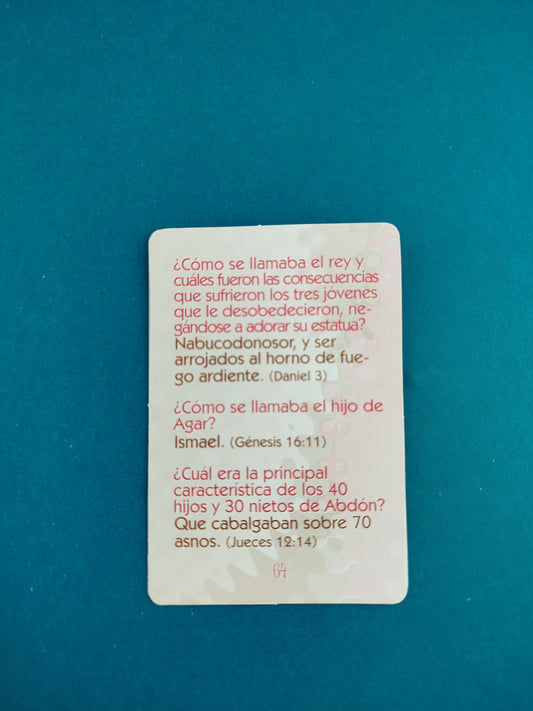 ¿Cómo se llamaba el rey y
cuáles fueron las consecuencias
que sufrieron los tres jóvenes
que le desobedecieron, ne-
gándose a adorar su estatua?
Nabucodonosor, y ser
arrojados al horno de fue-
go ardiente. (Daniel 3)
¿Cómo se llamaba el hijo de
Agar?
Ismael. (Génesis 16:11)
¿Cuál era la principal
característica de los 40
hijos y 30 nietos de Abdón?
Que cabalgaban sobre 70
asnos. (Jueces 12:14)
64